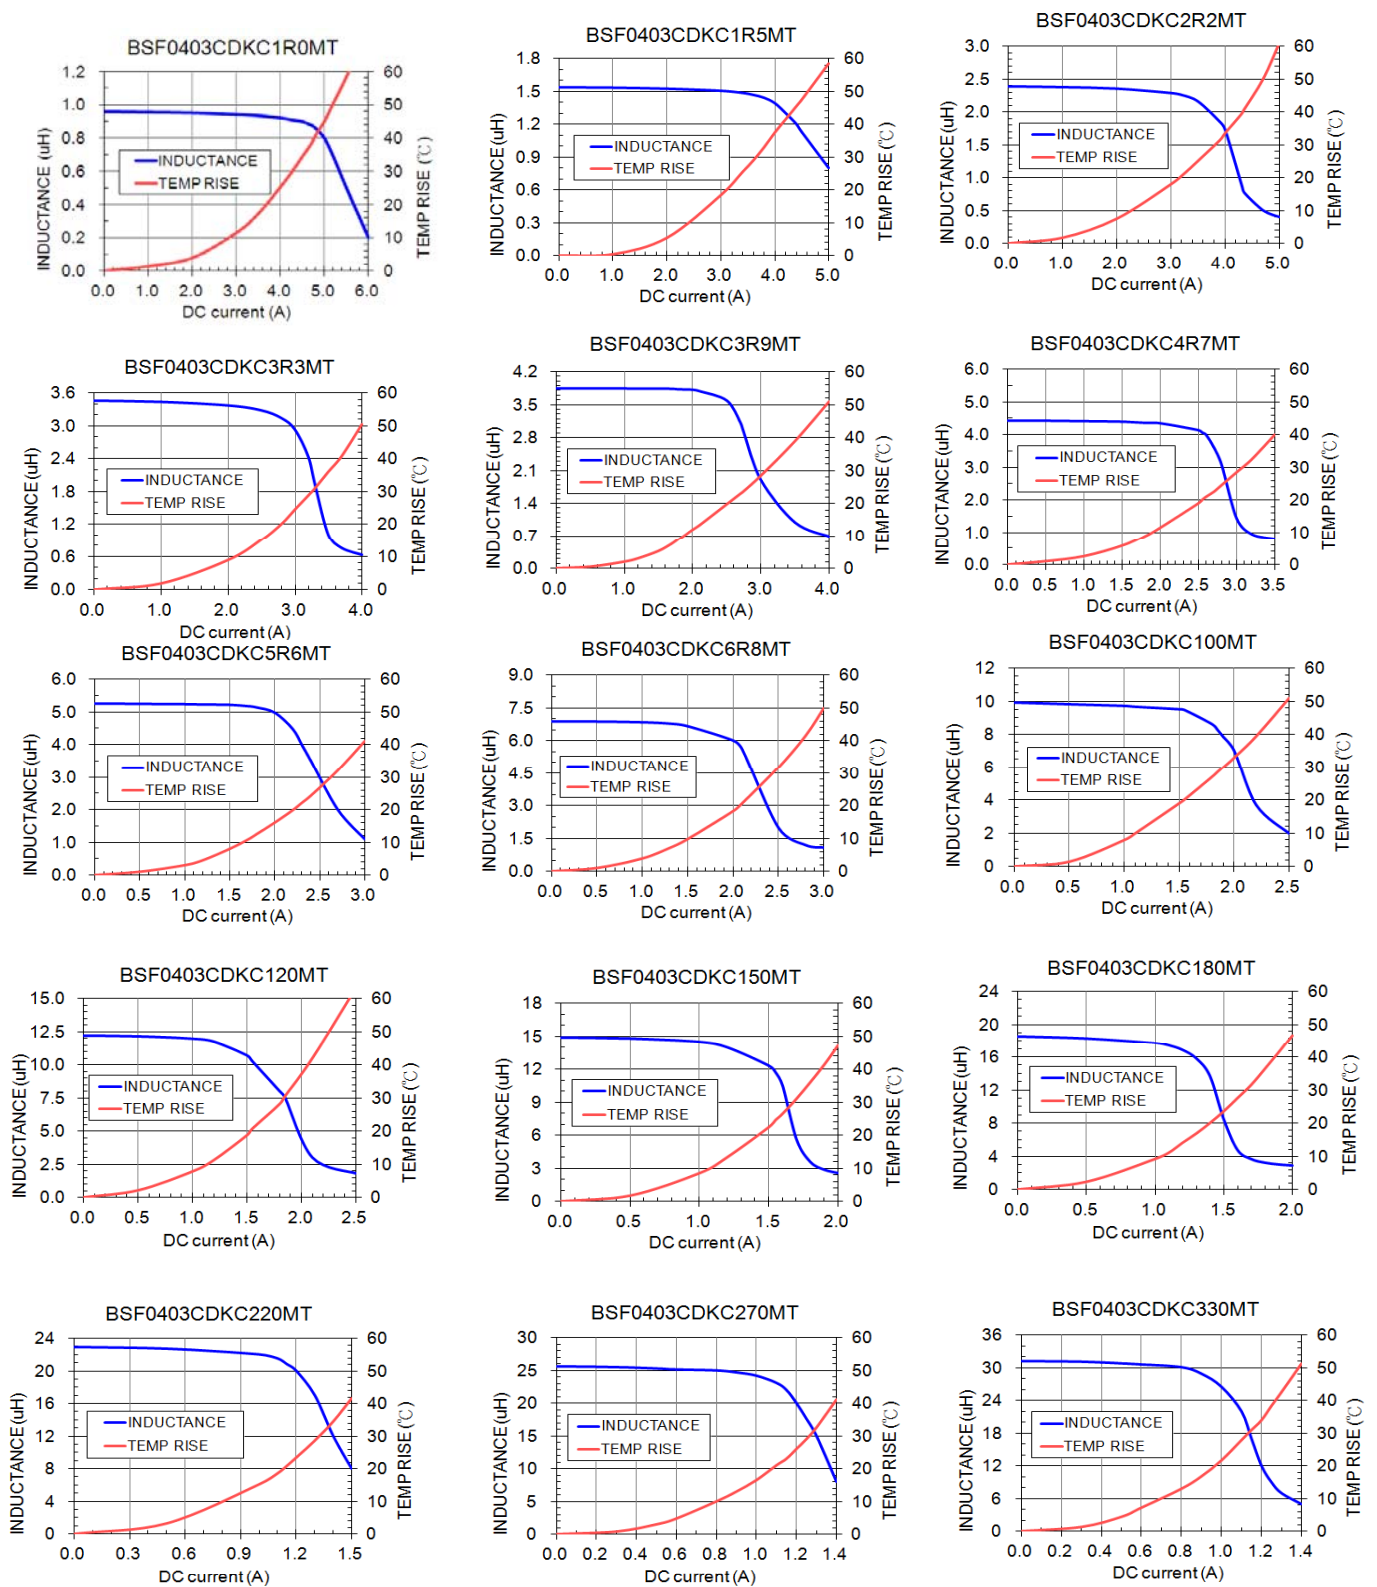 BSF0403CDKC1R0MT
INDUCTANCE (uH)
1.2
1.0
0.8
0.6
0.4
0.2
0.0
INDUCTANCE
TEMP RISE
60
50
40
30
20
10
0
TEMP RISE (℃)
0.0 1.0 2.0 3.0 4.0 5.0 6.0
DC current (A)
BSF0403CDKC1R5MT
INDUCTANCE (uH)
1.8
1.5
1.2
0.9
0.6
0.3
0.0
INDUCTANCE
TEMP RISE
60
50
40
30
20
10
0
TEMP RISE (℃)
0.0 1.0 2.0 3.0 4.0 5.0
DC current (A)
BSF0403CDKC2R2MT
INDUCTANCE (uH)
3.0
2.5
2.0
1.5
1.0
0.5
0.0
INDUCTANCE
TEMP RISE
60
50
40
30
20
10
0
TEMP RISE (℃)
0.0 1.0 2.0 3.0 4.0 5.0
DC current (A)
BSF0403CDKC3R3MT
INDUCTANCE (uH)
3.6
3.0
2.4
1.8
1.2
0.6
0.0
INDUCTANCE
TEMP RISE
60
50
40
30
20
10
0
TEMP RISE (℃)
0.0 1.0 2.0 3.0 4.0
DC current (A)
BSF0403CDKC3R9MT
INDUCTANCE (uH)
4.2
3.5
2.8
2.1
1.4
0.7
0.0
INDUCTANCE
TEMP RISE
60
50
40
30
20
10
0
TEMP RISE (℃)
0.0 1.0 2.0 3.0 4.0
DC current (A)
BSF0403CDKC4R7MT
INDUCTANCE (uH)
6.0
5.0
4.0
3.0
2.0
1.0
0.0
INDUCTANCE
TEMP RISE
60
50
40
30
20
10
0
TEMP RISE (℃)
0.0 0.5 1.0 1.5 2.0 2.5 3.0 3.5
DC current (A)
BSF0403CDKC5R6MT
INDUCTANCE (uH)
6.0
5.0
4.0
3.0
2.0
1.0
0.0
INDUCTANCE
TEMP RISE
60
50
40
30
20
10
0
TEMP RISE (℃)
0.0 0.5 1.0 1.5 2.0 2.5 3.0
DC current (A)
BSF0403CDKC6R8MT
INDUCTANCE (uH)
9.0
7.5
6.0
4.5
3.0
1.5
0.0
INDUCTANCE
TEMP RISE
60
50
40
30
20
10
0
TEMP RISE (℃)
0.0 0.5 1.0 1.5 2.0 2.5 3.0
DC current (A)
BSF0403CDKC100MT
INDUCTANCE (uH)
12
10
8
6
4
2
0
INDUCTANCE
TEMP RISE
60
50
40
30
20
10
0
TEMP RISE (℃)
0.0 0.5 1.0 1.5 2.0 2.5
DC current (A)
BSF0403CDKC120MT
INDUCTANCE (uH)
15.0
12.5
10.0
7.5
5.0
2.5
0.0
INDUCTANCE
TEMP RISE
60
50
40
30
20
10
0
TEMP RISE (℃)
0.0 0.5 1.0 1.5 2.0 2.5
DC current (A)
BSF0403CDKC150MT
INDUCTANCE (uH)
18
15
12
9
6
3
0
INDUCTANCE
TEMP RISE
60
50
40
30
20
10
0
TEMP RISE (℃)
0.0 0.5 1.0 1.5 2.0
DC current (A)
BSF0403CDKC180MT
INDUCTANCE (uH)
24
20
16
12
8
4
0
INDUCTANCE
TEMP RISE
60
50
40
30
20
10
0
TEMP RISE (℃)
0.0 0.5 1.0 1.5 2.0
DC current (A)
BSF0403CDKC220MT
INDUCTANCE (uH)
24
20
16
12
8
4
0
INDUCTANCE
TEMP RISE
60
50
40
30
20
10
0
TEMP RISE (℃)
0.0 0.3 0.6 0.9 1.2 1.5
DC current (A)
BSF0403CDKC270MT
INDUCTANCE (uH)
30
25
20
15
10
5
0
INDUCTANCE
TEMP RISE
60
50
40
30
20
10
0
TEMP RISE (℃)
0.0 0.2 0.4 0.6 0.8 1.0 1.2 1.4
DC current (A)
BSF0403CDKC330MT
INDUCTANCE (uH)
36
30
24
18
12
6
0
INDUCTANCE
TEMP RISE
60
50
40
30
20
10
0
TEMP RISE (℃)
0.0 0.2 0.4 0.6 0.8 1.0 1.2 1.4
DC current (A)